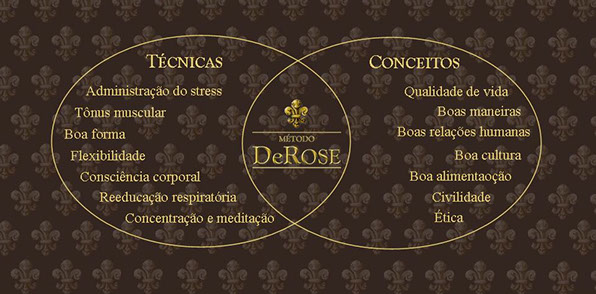 TÉCNICAS
Administração do stress
Tônus muscular
Boa forma
Flexibilidade
Consciência corporal
Reeducação respiratória
Concentração e meditação
MÉTODO
DEROSE
CONCEITOS
Qualidade de vida
Boas maneiras
Boas relações humanas
Boa cultura
Boa alimentaoção
Civilidade
Ética